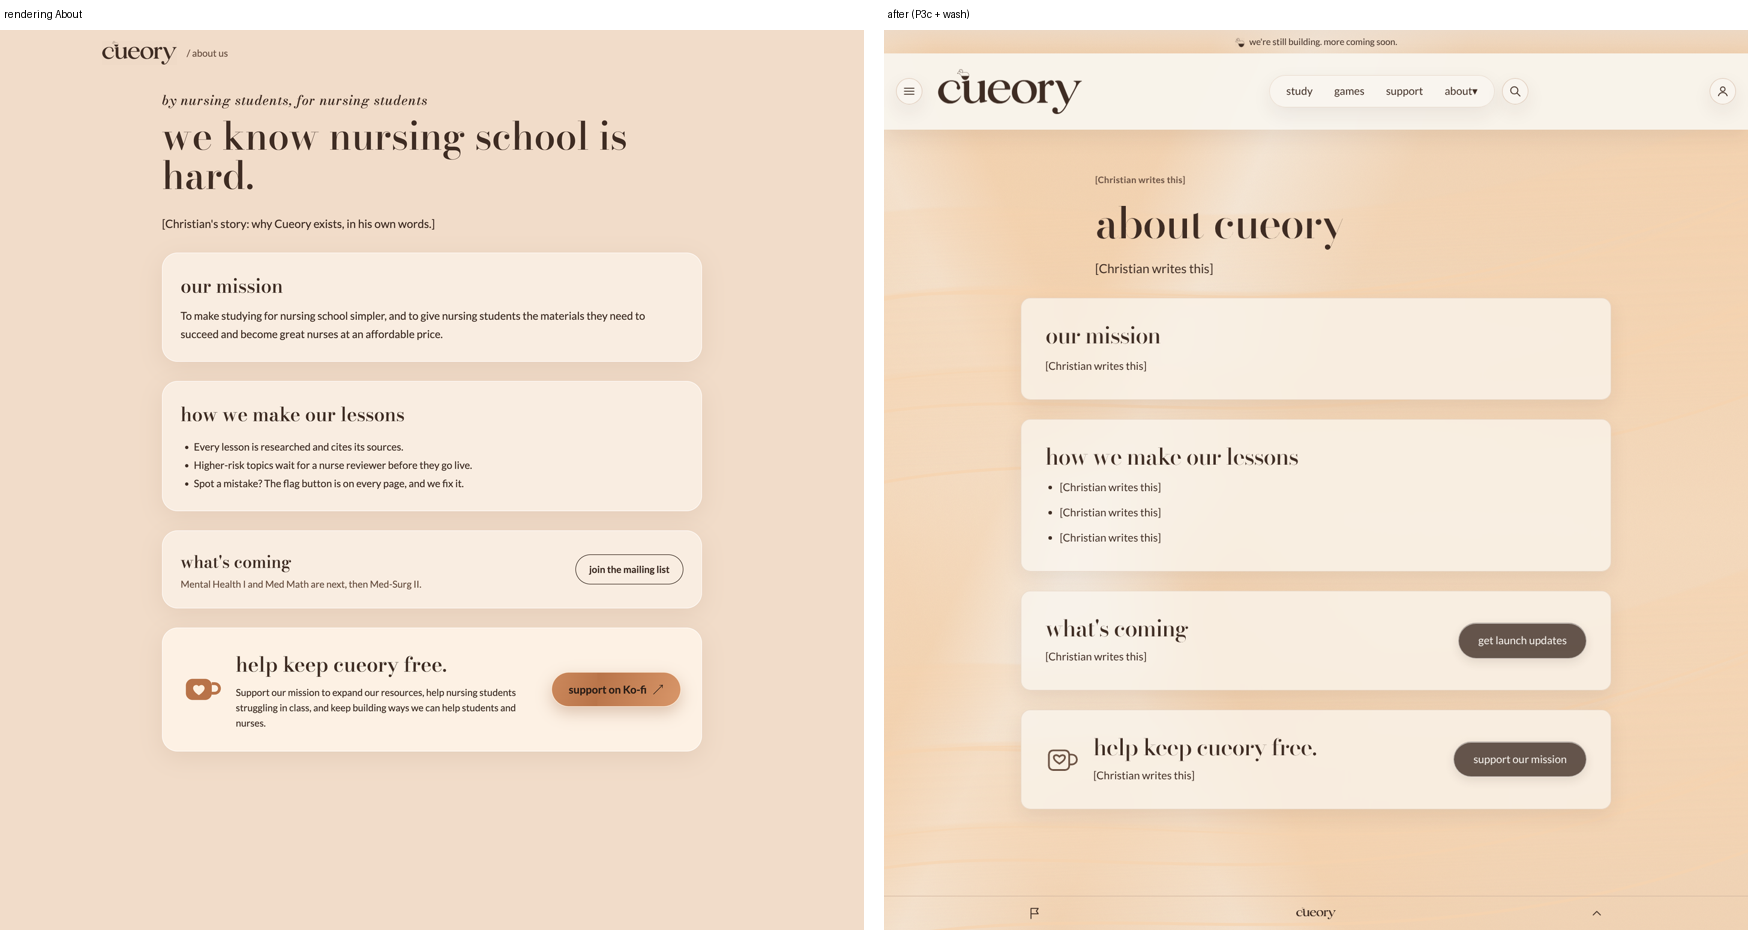 rendering About
cueory / about us
by nursing students, for nursing students
we know nursing school is
hard.
[Christian's story: why Cueory exists, in his own words.]
our mission
To make studying for nursing school simpler, and to give nursing students the materials they need to
succeed and become great nurses at an affordable price.
how we make our lessons
• Every lesson is researched and cites its sources.
• Higher-risk topics wait for a nurse reviewer before they go live.
• Spot a mistake? The flag button is on every page, and we fix it.
what's coming
Mental Health I and Med Math are next, then Med-Surg II.
join the mailing list
help keep cueory free.
Support our mission to expand our resources, help nursing students
struggling in class, and keep building ways we can help students and
nurses.
support on Ko-fi ↗
after (P3c + wash)
we're still building. more coming soon.
cueory
study games support about▾
[Christian writes this]
about cueory
[Christian writes this]
our mission
[Christian writes this]
how we make our lessons
• [Christian writes this]
• [Christian writes this]
• [Christian writes this]
what's coming
[Christian writes this]
get launch updates
help keep cueory free.
[Christian writes this]
support our mission
cueory